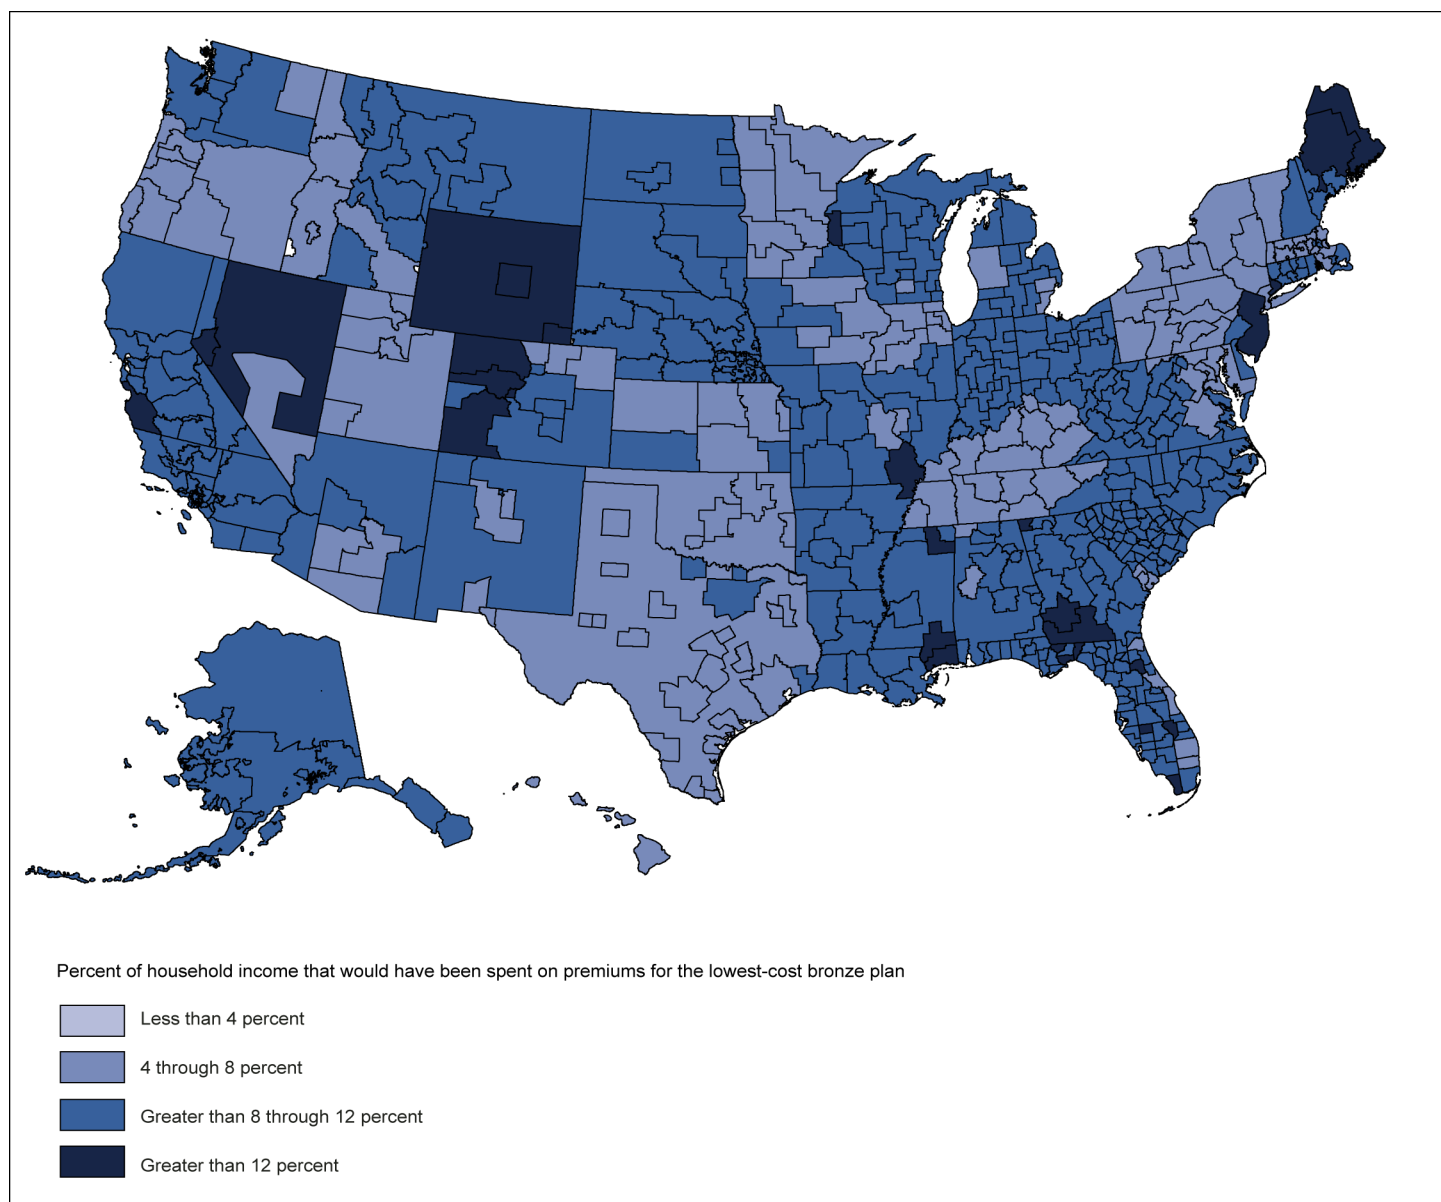 Percent of household income that would have been spent on premiums for the lowest-cost bronze plan
Less than 4 percent
4 through 8 percent
Greater than 8 through 12 percent
Greater than 12 percent